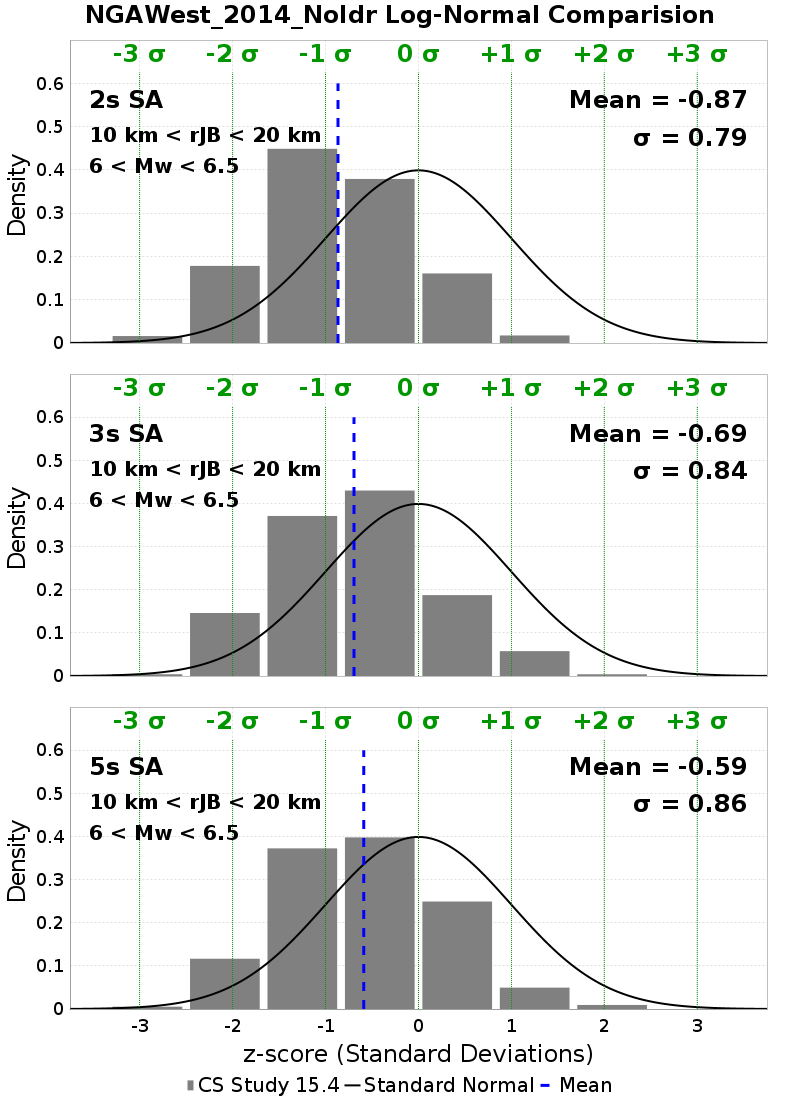 NGAWest_2014_NoIdr Log-Normal Comparision
-3 σ -2 σ -1 σ 0 σ +1 σ +2 σ +3 σ
2s SA
Mean = -0.87
10 km < rJB < 20 km
σ = 0.79
6 < Mw < 6.5
Density
0.6
0.5
0.4
0.3
0.2
0.1
0
-3 σ -2 σ -1 σ 0 σ +1 σ +2 σ +3 σ
3s SA
Mean = -0.69
10 km < rJB < 20 km
σ = 0.84
6 < Mw < 6.5
Density
0.6
0.5
0.4
0.3
0.2
0.1
0
-3 σ -2 σ -1 σ 0 σ +1 σ +2 σ +3 σ
5s SA
Mean = -0.59
10 km < rJB < 20 km
σ = 0.86
6 < Mw < 6.5
Density
0.6
0.5
0.4
0.3
0.2
0.1
0
-3 -2 -1 0 1 2 3
z-score (Standard Deviations)
CS Study 15.4 Standard Normal Mean